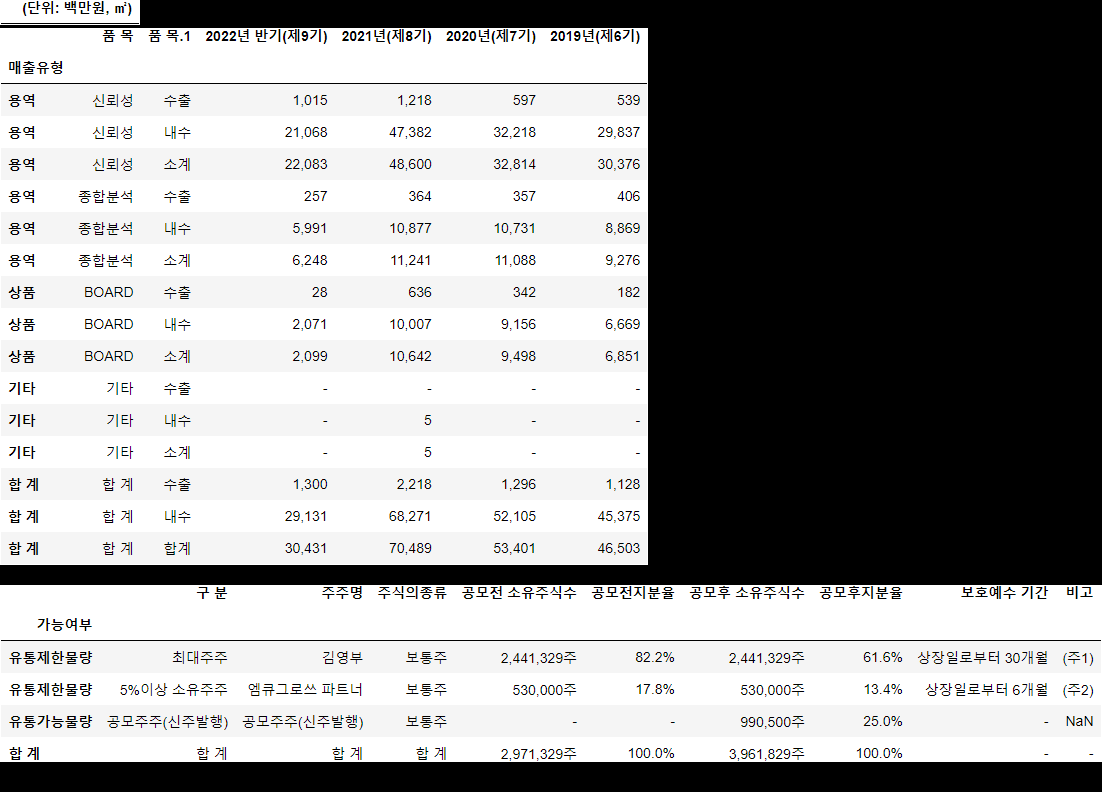 (단위: 백만원, ㎡)
품 목 품 목.1 2022년 반기(제9기) 2021년(제8기) 2020년(제7기) 2019년(제6기)
매출유형
용역 신뢰성 수출 1,015 1,218 597 539
용역 신뢰성 내수 21,068 47,382 32,218 29,837
용역 신뢰성 소계 22,083 48,600 32,814 30,376
용역 종합분석 수출 257 364 357 406
용역 종합분석 내수 5,991 10,877 10,731 8,869
용역 종합분석 소계 6,248 11,241 11,088 9,276
상품 BOARD 수출 28 636 342 182
상품 BOARD 내수 2,071 10,007 9,156 6,669
상품 BOARD 소계 2,099 10,642 9,498 6,851
기타 기타 수출 - - - -
기타 기타 내수 - 5 - -
기타 기타 소계 - 5 - -
합 계 합 계 수출 1,300 2,218 1,296 1,128
합 계 합 계 내수 29,131 68,271 52,105 45,375
합 계 합 계 합계 30,431 70,489 53,401 46,503
구 분 주주명 주식의종류 공모전 소유주식수 공모전지분율 공모후 소유주식수 공모후지분율 보호예수 기간 비고
가능여부
유통제한물량 최대주주 김영부 보통주 2,441,329주 82.2% 2,441,329주 61.6% 상장일로부터 30개월 (주1)
유통제한물량 5%이상 소유주주 엠큐그로쓰 파트너 보통주 530,000주 17.8% 530,000주 13.4% 상장일로부터 6개월 (주2)
유통가능물량 공모주주(신주발행) 공모주주(신주발행) 보통주 - - 990,500주 25.0% - NaN
합 계 합 계 합 계 합 계 2,971,329주 100.0% 3,961,829주 100.0% - -